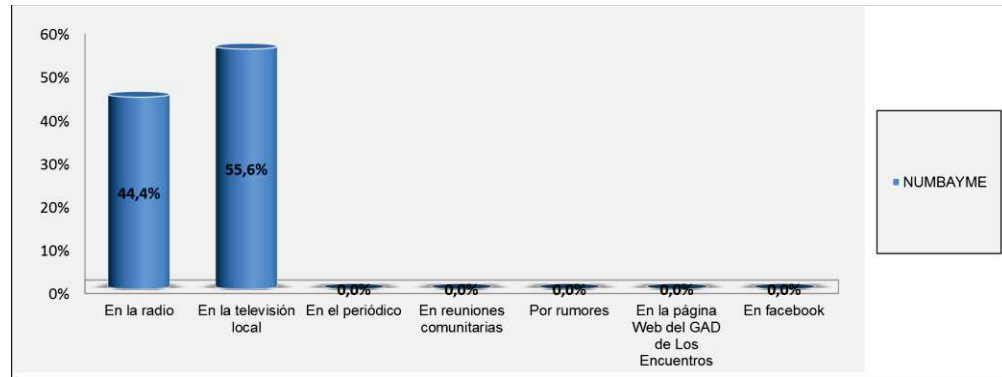 60%
50%
40%
30%
20%
10%
0%
44,4%
55,6%
0,0%
0,0%
0,0%
0,0%
0,0%
En la radio
En la televisión
local
En el periódico
En reuniones
comunitarias
Por rumores
En la página
Web del GAD
de Los
Encuentros
En facebook
NUMBAYME